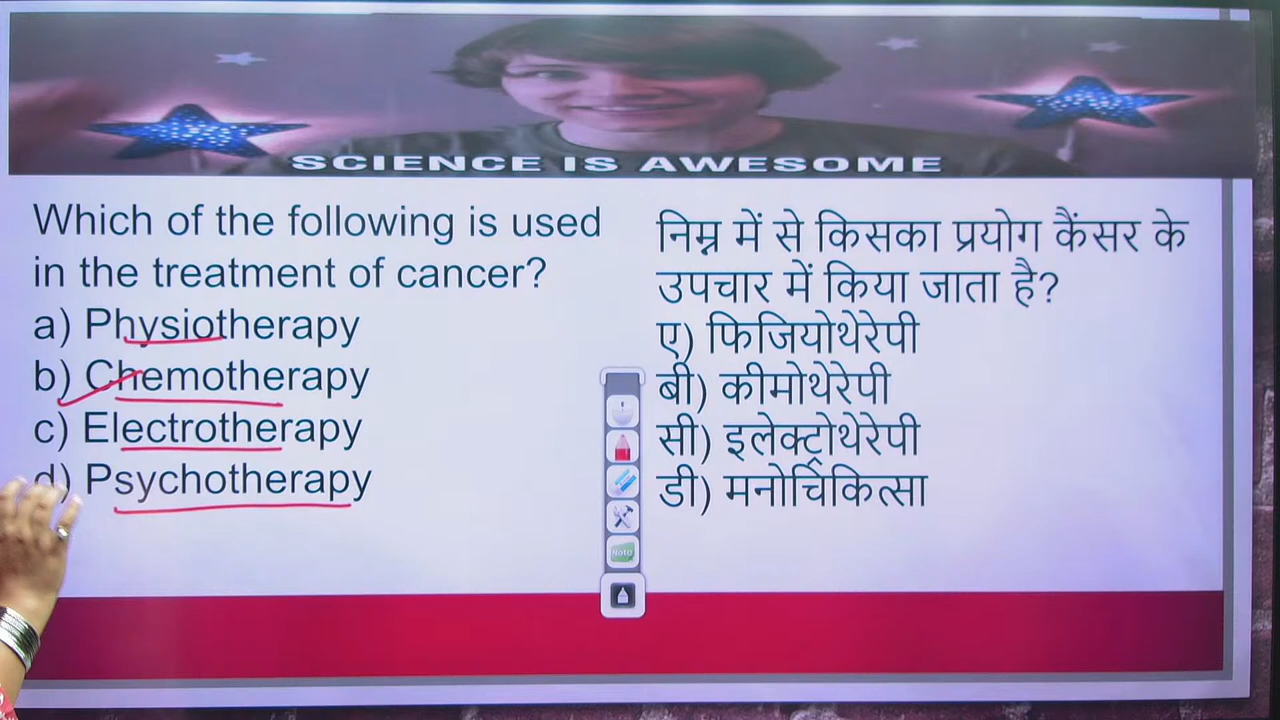 SCIENCE IS AWESOME
Which of the following is used
in the treatment of cancer?
a) Physiotherapy
b) Chemotherapy
c) Electrotherapy
d) Psychotherapy
निम्न में से किसका प्रयोग कैंसर के
उपचार में किया जाता है?
ए) फिजियोथेरेपी
बी) कीमोथेरेपी
सी) इलेक्ट्रोथेरेपी
डी) मनोचिकित्सा
Note